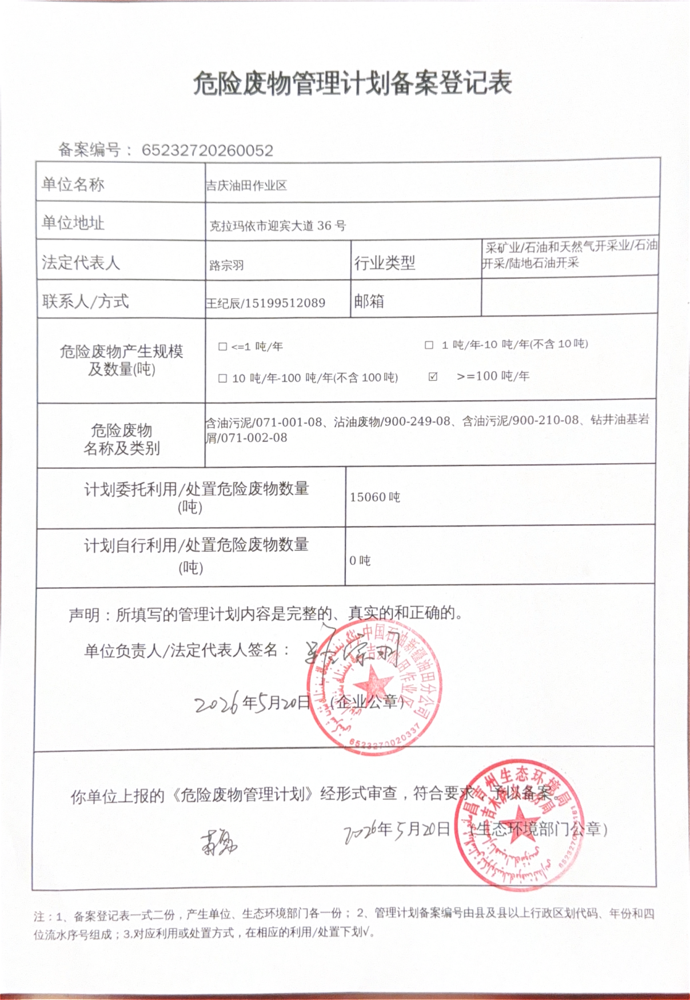 危险废物管理计划备案登记表
备案编号： 65232720260052
单位名称 吉庆油田作业区
单位地址 克拉玛依市迎宾大道 36 号
法定代表人 路宗羽 行业类型 采矿业/石油和天然气开采业/石油
开采/陆地石油开采
联系人/方式 王纪辰/15199512089 邮箱
危险废物产生规模
及数量(吨)
☐ <=1 吨/年 ☐ 1 吨/年-10 吨/年(不含 10 吨)
☐ 10 吨/年-100 吨/年(不含 100 吨) ☑ >=100 吨/年
危险废物
名称及类别
含油污泥/071-001-08、沾油废物/900-249-08、含油污泥/900-210-08、钻井油基岩
屑/071-002-08
计划委托利用/处置危险废物数量
(吨)
15060 吨
计划自行利用/处置危险废物数量
(吨)
0 吨
声明：所填写的管理计划内容是完整的、真实的和正确的。
单位负责人/法定代表人签名： 路宗羽
2026 年 5 月 20 日 （企业公章）
中国石油新疆油田分公司
吉庆油田作业区
6523270020337
你单位上报的《危险废物管理计划》经形式审查，符合要求，予以备案。
2026 年 5 月 20 日 （生态环境部门公章）
昌吉州生态环境局
注：1、备案登记表一式二份，产生单位、生态环境部门各一份； 2、管理计划备案编号由县及县以上行政区划代码、年份和四
位流水序号组成；3.对应利用或处置方式，在相应的利用/处置下划√。